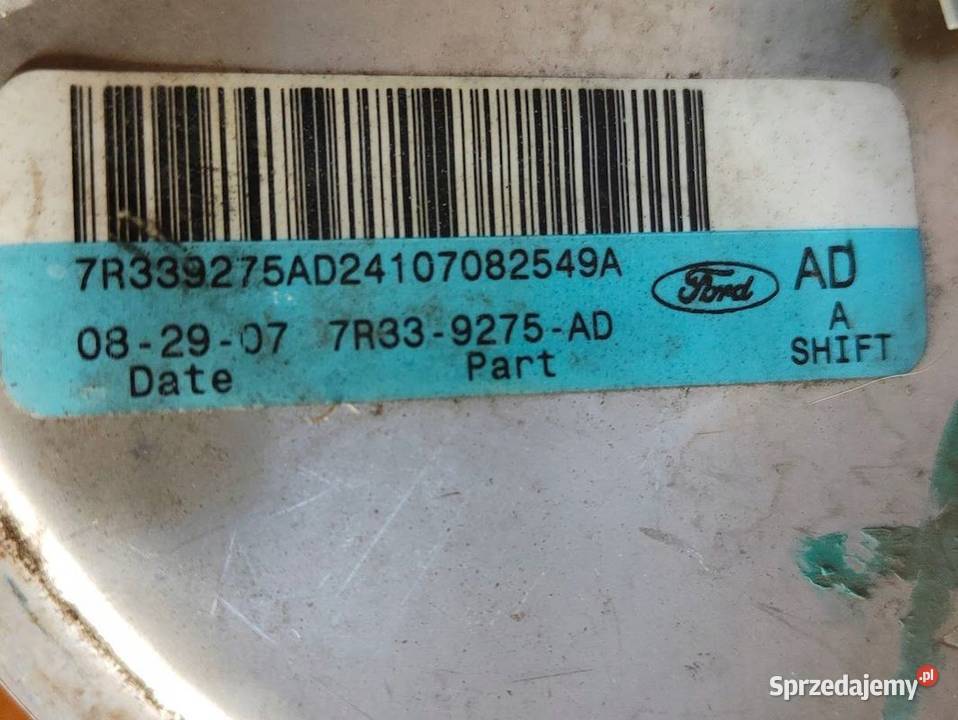 7R339275AD24107082549A
Ford
AD
08-29-07 7R33-9275-AD
A
Date Part
SHIFT
Sprzedajemy.pl